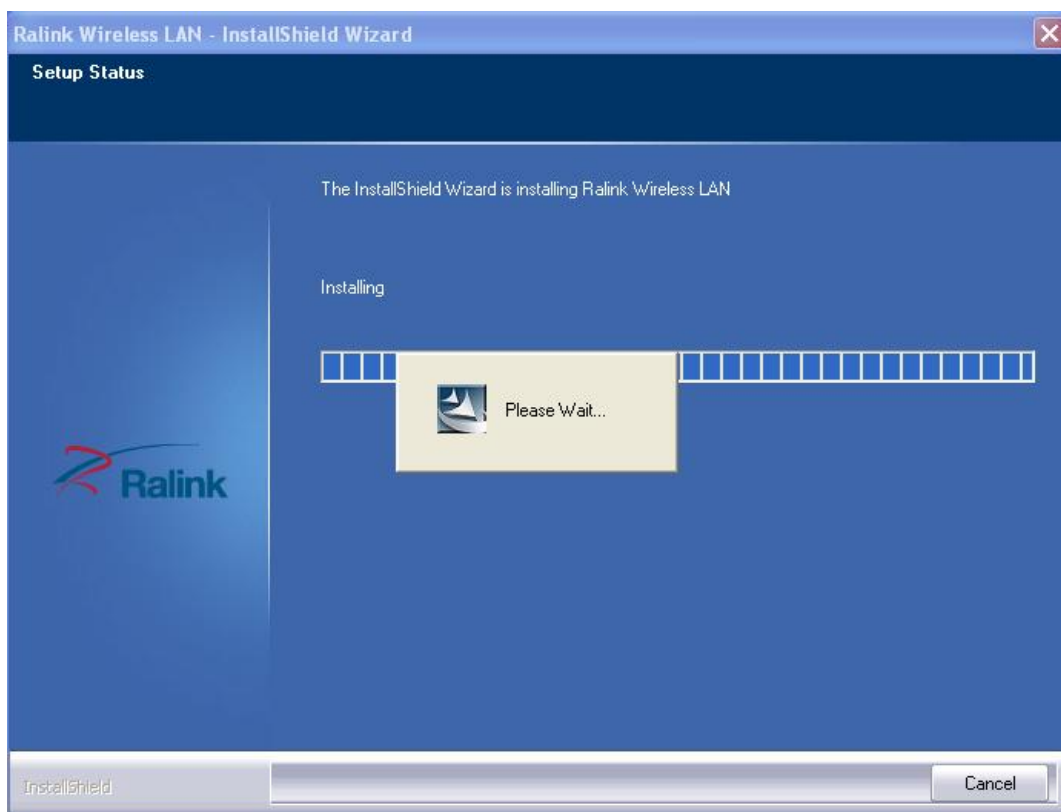 Ralink Wireless LAN - InstallShield Wizard
Setup Status
The InstallShield Wizard is installing Ralink Wireless LAN
Installing
Please Wait...
Ralink
InstallShield
Cancel